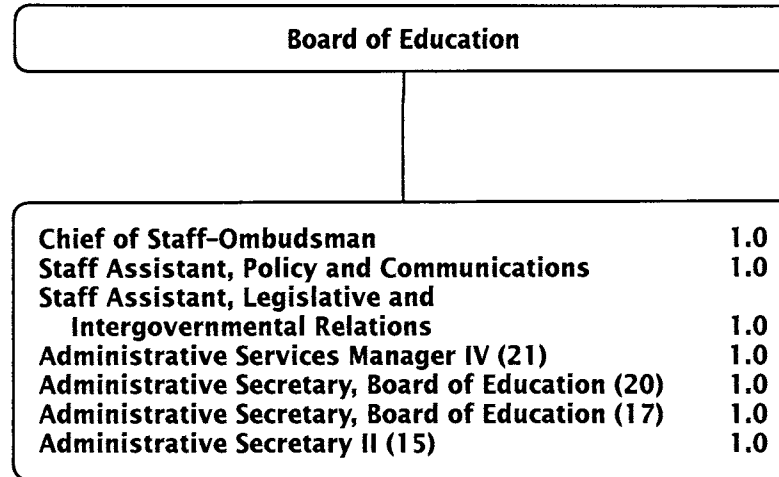 Board of Education
Chief of Staff–Ombudsman 1.0
Staff Assistant, Policy and Communications 1.0
Staff Assistant, Legislative and
Intergovernmental Relations 1.0
Administrative Services Manager IV (21) 1.0
Administrative Secretary, Board of Education (20) 1.0
Administrative Secretary, Board of Education (17) 1.0
Administrative Secretary II (15) 1.0